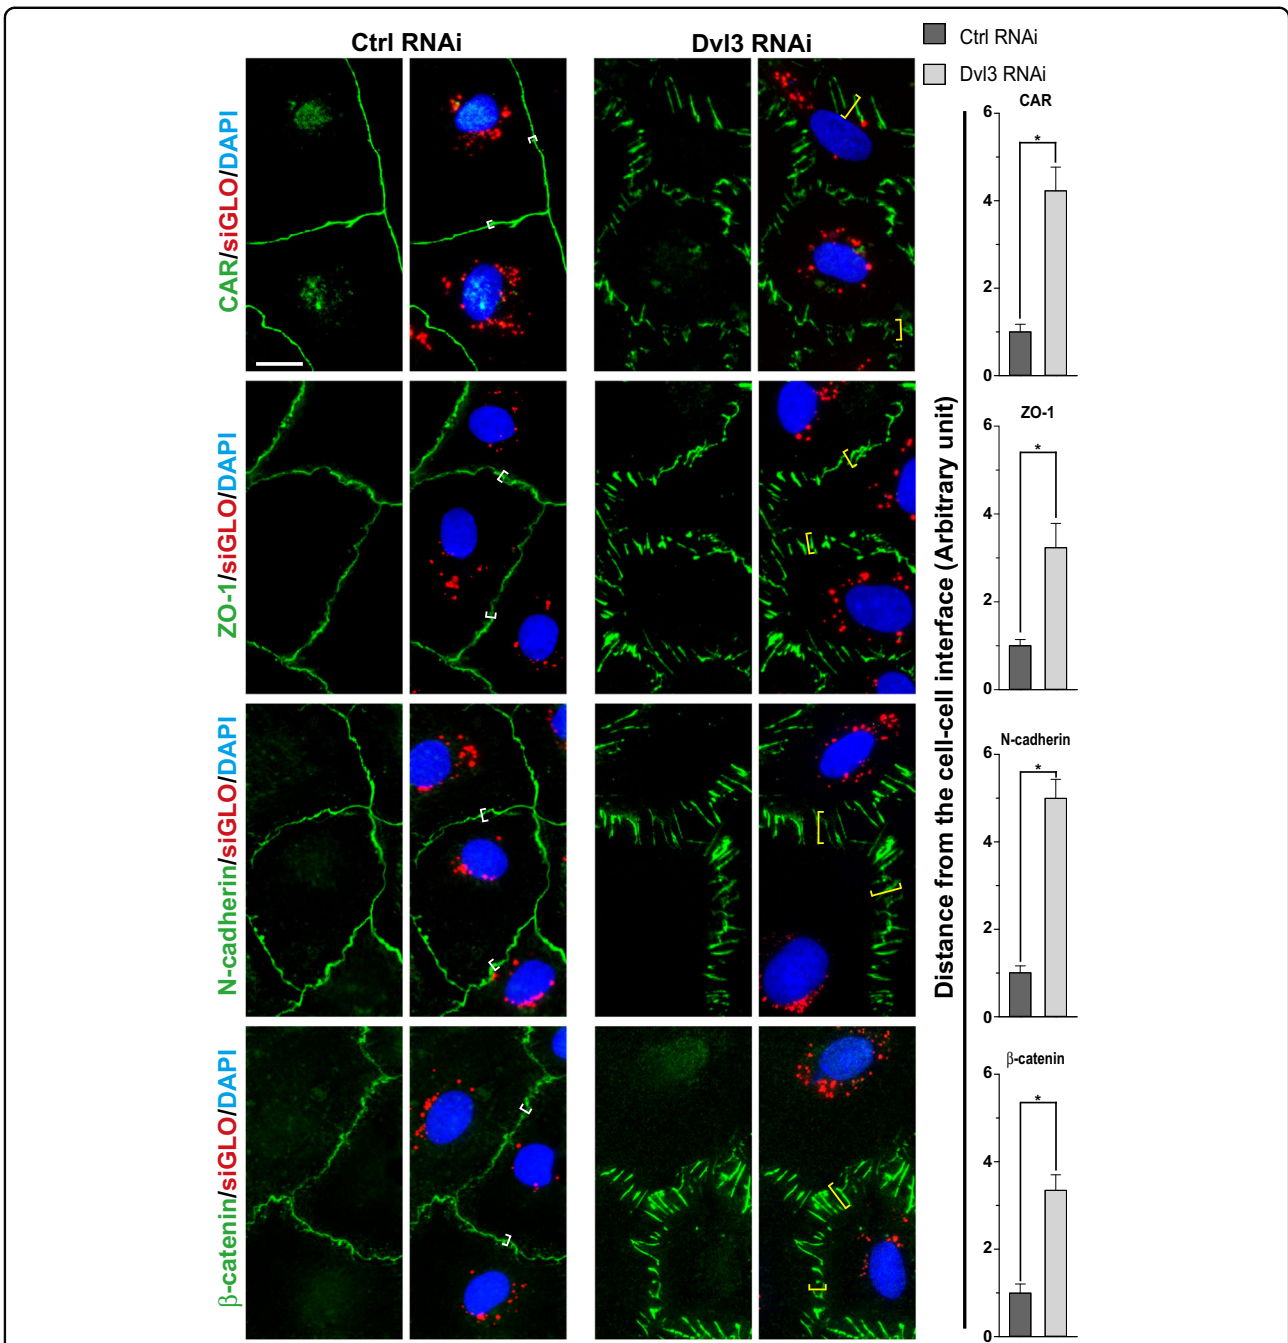 Ctrl RNAi
Dvl3 RNAi
Ctrl RNAi
Dvl3 RNAi
CAR/siGLO/DAPI
ZO-1/siGLO/DAPI
N-cadherin/siGLO/DAPI
β-catenin/siGLO/DAPI
Distance from the cell-cell interface (Arbitrary unit)
CAR
6
*
4
2
0
ZO-1
6
*
4
2
0
N-cadherin
6
*
4
2
0
β-catenin
6
*
4
2
0